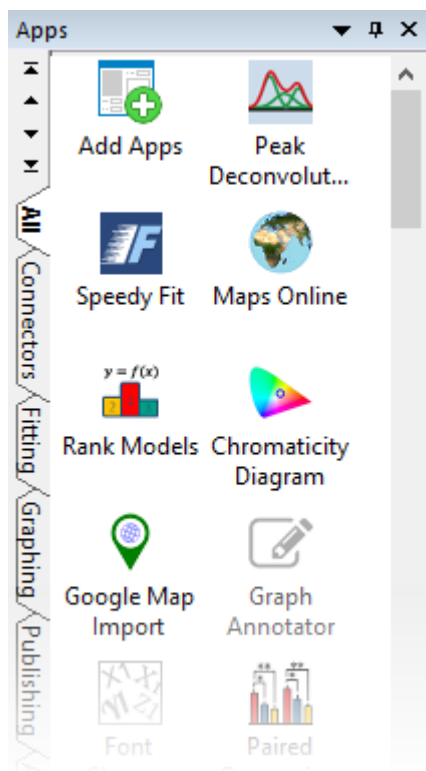 Apps
All
Connectors
Fitting
Graphing
Publishing
Add Apps
Peak
Deconvolut...
Speedy Fit
Maps Online
y = f(x)
Rank Models
Chromaticity
Diagram
Google Map
Import
Graph
Annotator
Font
Paired